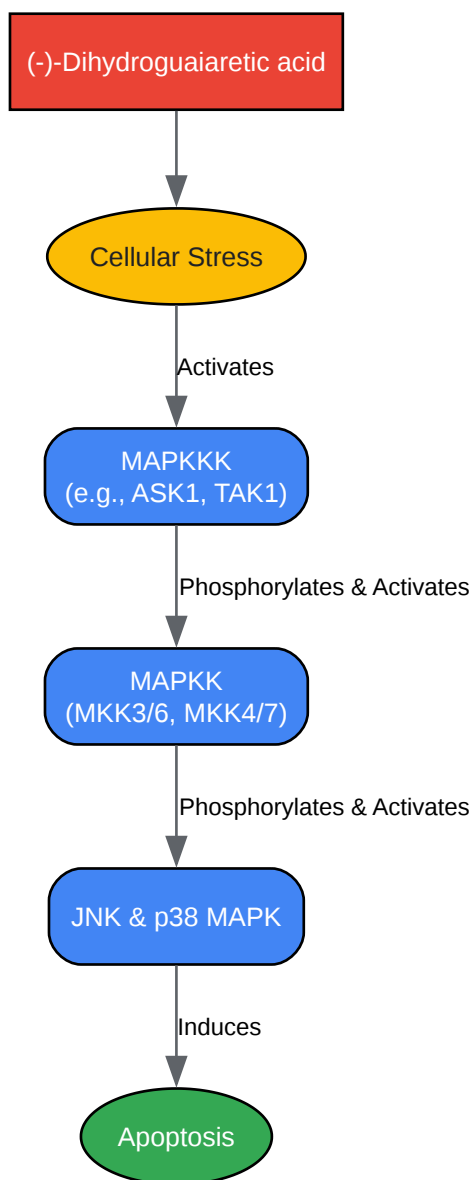 (-)-Dihydroguaiaretic acid
Cellular Stress
Activates
MAPKKK
(e.g., ASK1, TAK1)
Phosphorylates & Activates
MAPKK
(MKK3/6, MKK4/7)
Phosphorylates & Activates
JNK & p38 MAPK
Induces
Apoptosis